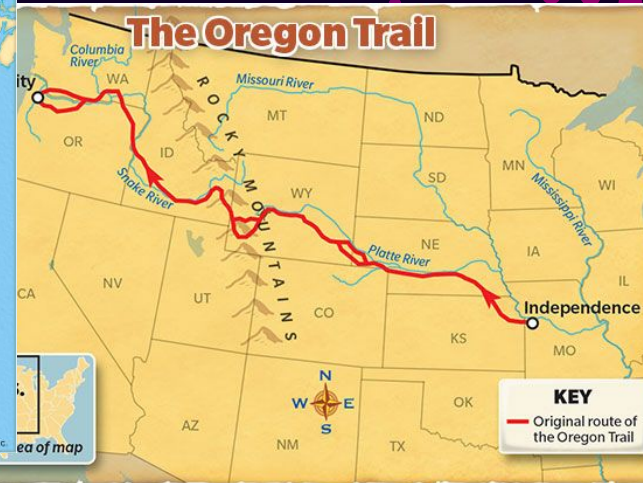 The Oregon Trail
Columbia
River
ity
WA
Missouri River
ROCKY MOUNTAINS
MT
ND
MN
OR
ID
Snake River
WY
SD
WI
Mississippi River
NE
IA
Platte River
IL
CA
NV
UT
CO
Independence
KS
MO
N
W E
S
AZ
NM
OK
TX
KEY
Original route of
the Oregon Trail
S.
ea of map
c.